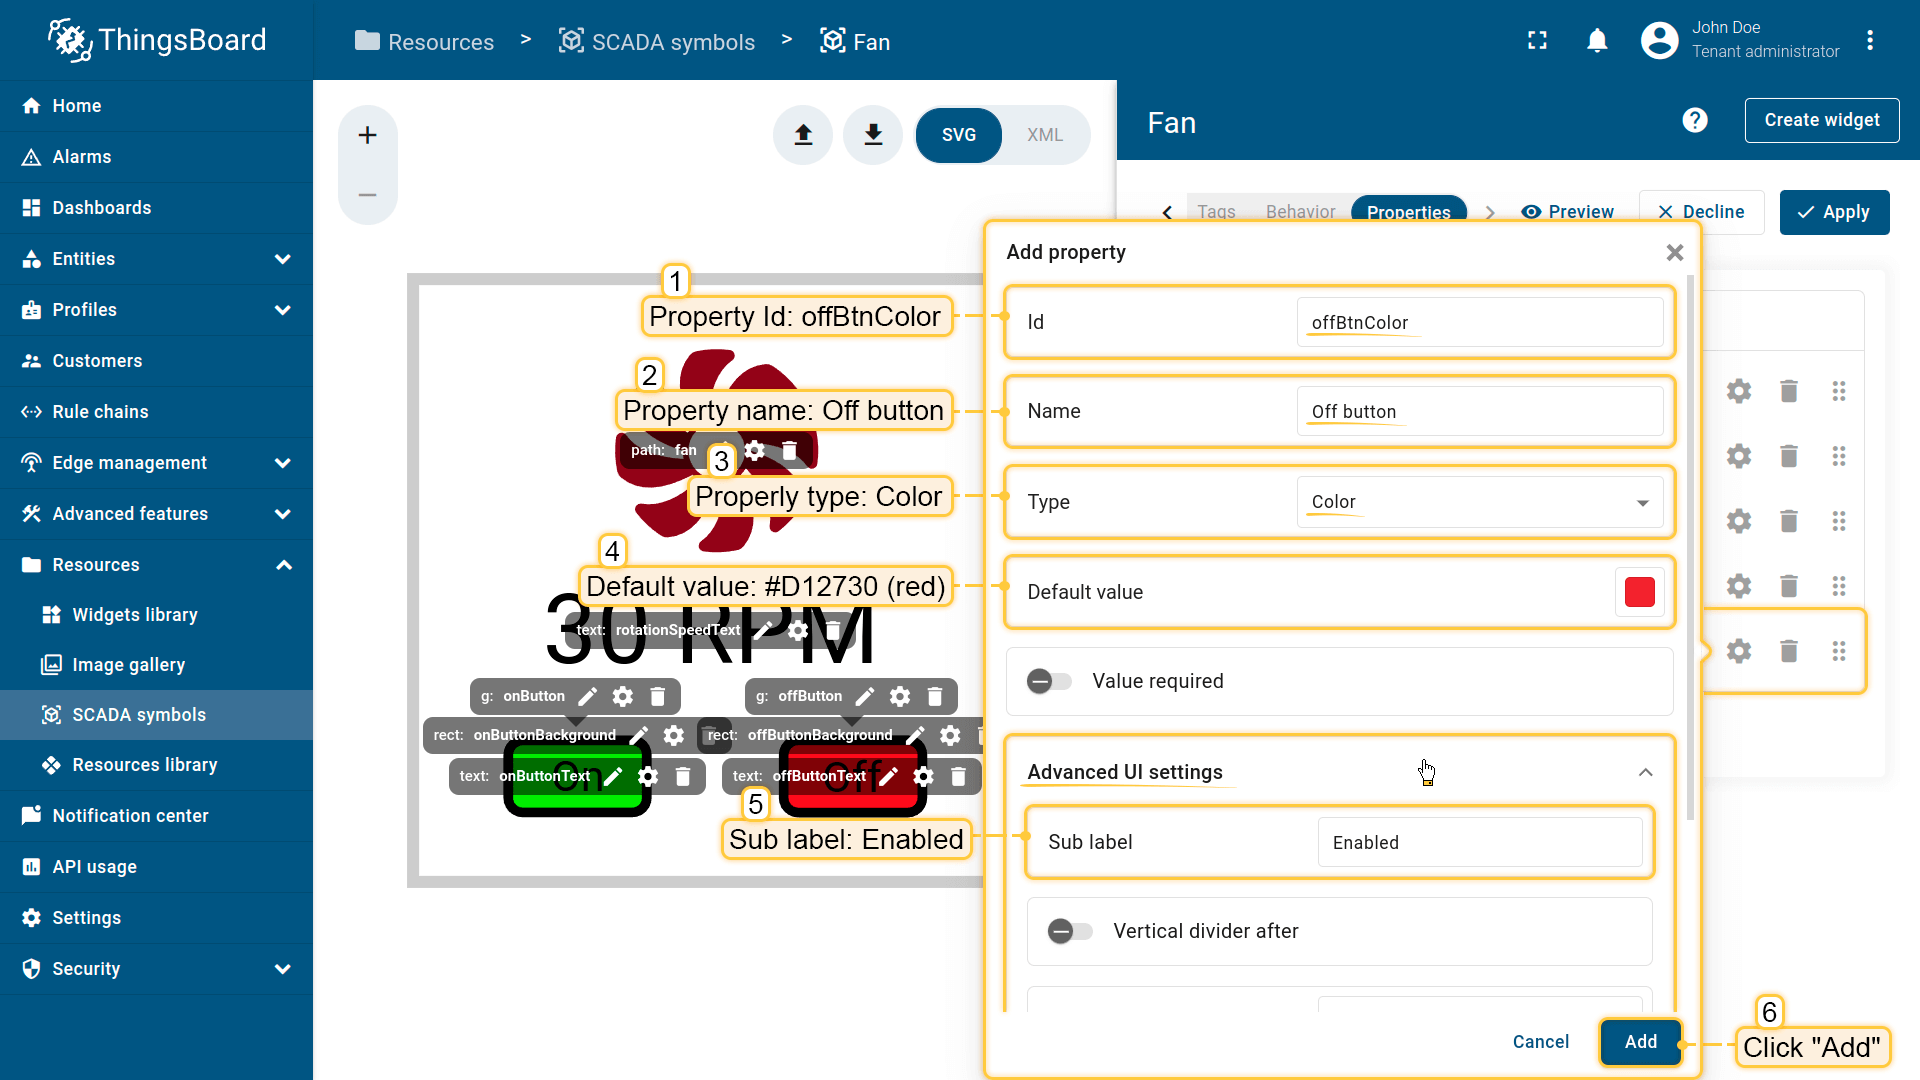 ThingsBoard
Resources > SCADA symbols > Fan
John Doe
Tenant administrator
Home
Alarms
Dashboards
Entities
Profiles
Customers
Rule chains
Edge management
Advanced features
Resources
Widgets library
Image gallery
SCADA symbols
Resources library
Notification center
API usage
Settings
Security
SVG XML
Fan
Create widget
Tags Behavior Properties Preview Decline Apply
1
Property Id: offBtnColor
2
Property name: Off button
path: fan
3
Properly type: Color
4
Default value: #D12730 (red)
30 RPM
text: rotationSpeedText
g: onButton
g: offButton
rect: onButtonBackground
rect: offButtonBackground
On
text: onButtonText
Off
text: offButtonText
5
Sub label: Enabled
Add property
Id offBtnColor
Name Off button
Type Color
Default value
Value required
Advanced UI settings
Sub label Enabled
Vertical divider after
Cancel Add
6
Click "Add"